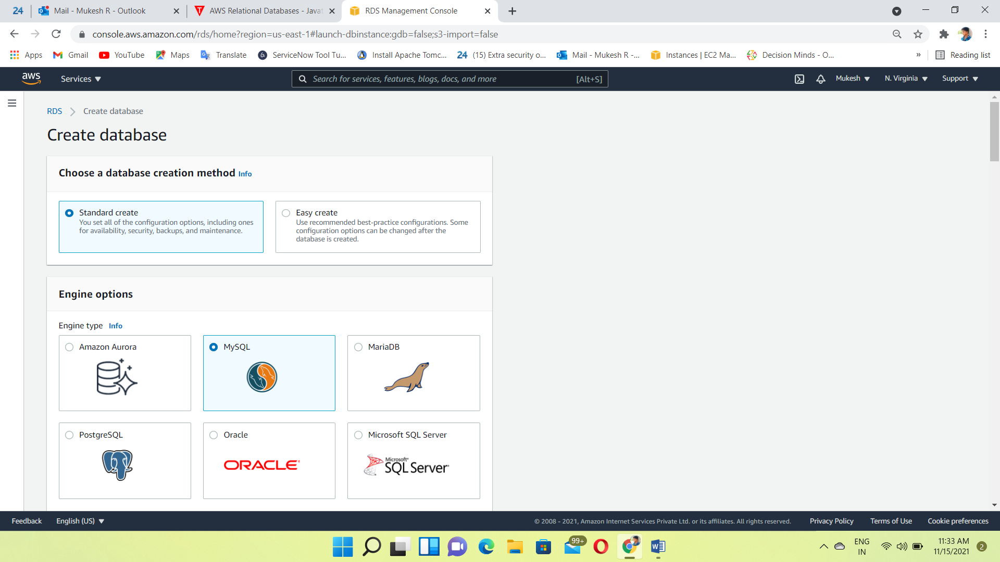 24
Mail - Mukesh R - Outlook
AWS Relational Databases - Javat
RDS Management Console
console.aws.amazon.com/rds/home?region=us-east-1#launch-dbinstance:gdb=false;s3-import=false
Apps
Gmail
YouTube
Maps
Translate
ServiceNow Tool Tu...
Install Apache Tomc...
24 (15) Extra security o...
Mail - Mukesh R -...
Instances | EC2 Ma...
Decision Minds - O...
»
Reading list
aws
Services
Search for services, features, blogs, docs, and more
[Alt+S]
Mukesh
N. Virginia
Support
RDS
Create database
Create database
Choose a database creation method Info
Standard create
You set all of the configuration options, including ones
for availability, security, backups, and maintenance.
Easy create
Use recommended best-practice configurations. Some
configuration options can be changed after the
database is created.
Engine options
Engine type Info
Amazon Aurora
MySQL
MariaDB
PostgreSQL
Oracle
ORACLE
Microsoft SQL Server
Microsoft
SQL Server
Feedback
English (US)
© 2008 - 2021, Amazon Internet Services Private Ltd. or its affiliates. All rights reserved.
Privacy Policy
Terms of Use
Cookie preferences
99+
ENG
IN
11:33 AM
11/15/2021
2